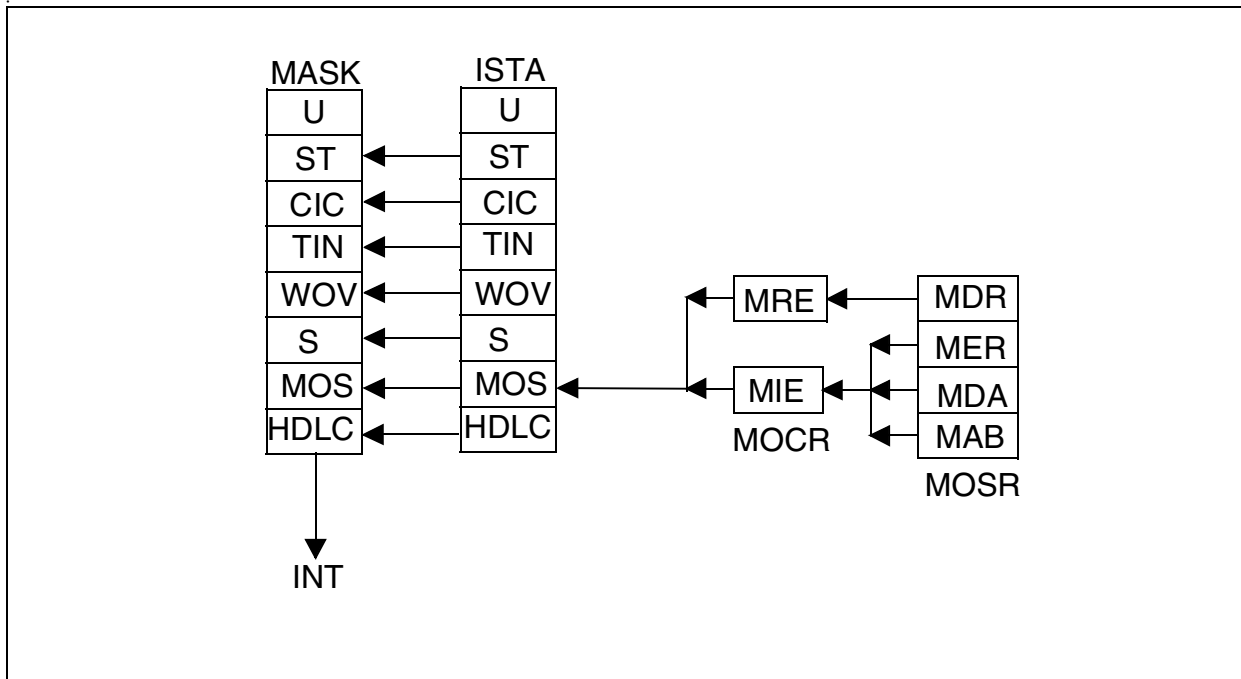 MASK
U
ST
CIC
TIN
WOV
S
MOS
HDLC
INT
ISTA
U
ST
CIC
TIN
WOV
S
MOS
HDLC
MRE
MIE
MOCR
MDR
MER
MDA
MAB
MOSR